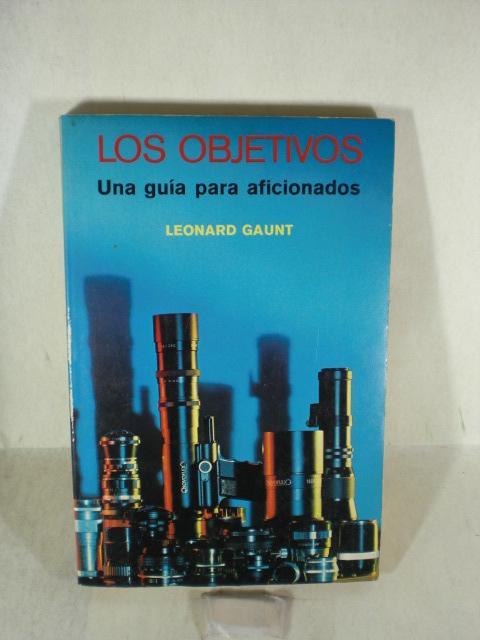 LOS OBJETIVOS
Una guía para aficionados
LEONARD GAUNT